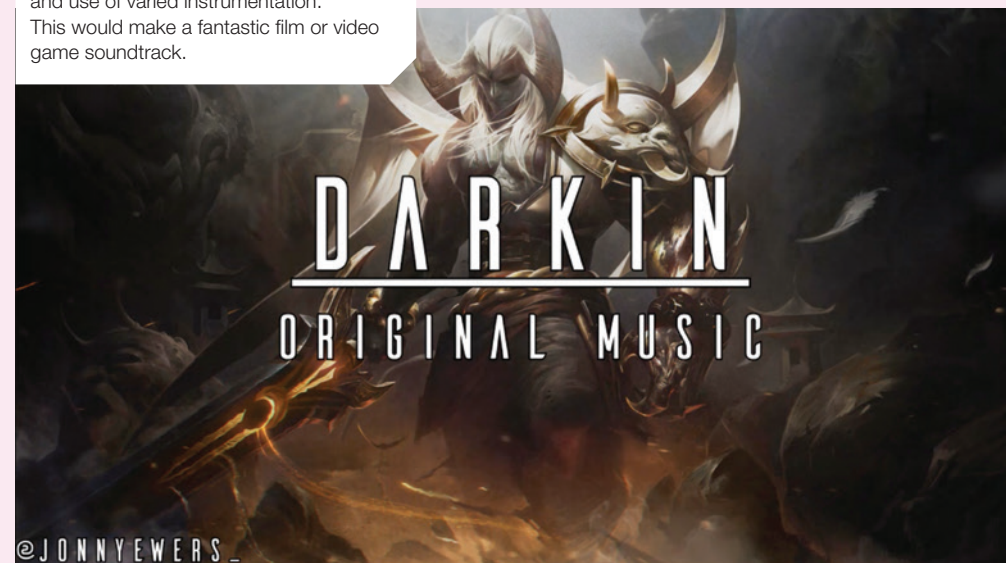 and use of varied instrumentation.
This would make a fantastic film or video
game soundtrack.
DARKIN
ORIGINAL MUSIC
@JONNYEWERS_